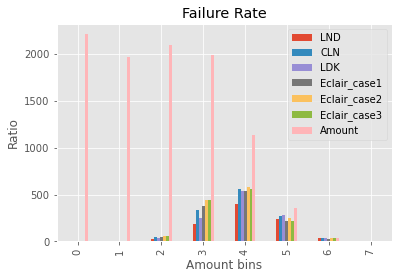 Failure Rate
LND
CLN
LDK
Eclair_case1
Eclair_case2
Eclair_case3
Amount
2000
1500
1000
500
0
Ratio
0 1 2 3 4 5 6 7
Amount bins